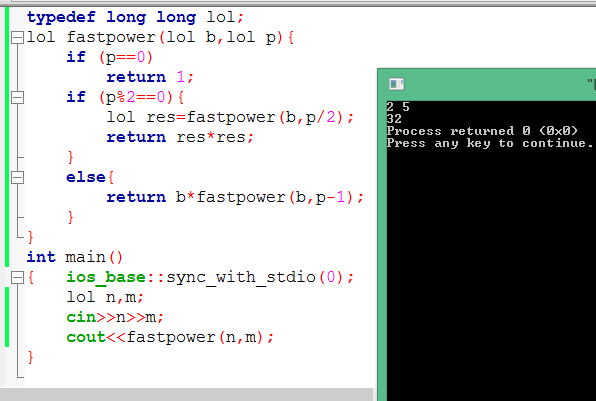 typedef long long lol;
lol fastpower(lol b,lol p){
if (p==0)
return 1;
if (p%2==0){
lol res=fastpower(b,p/2);
return res*res;
}
else{
return b*fastpower(b,p-1);
}
}
int main()
{ ios_base::sync_with_stdio(0);
lol n,m;
cin>>n>>m;
cout<<fastpower(n,m);
}
2 5
32
Process returned 0 (0x0)
Press any key to continue.